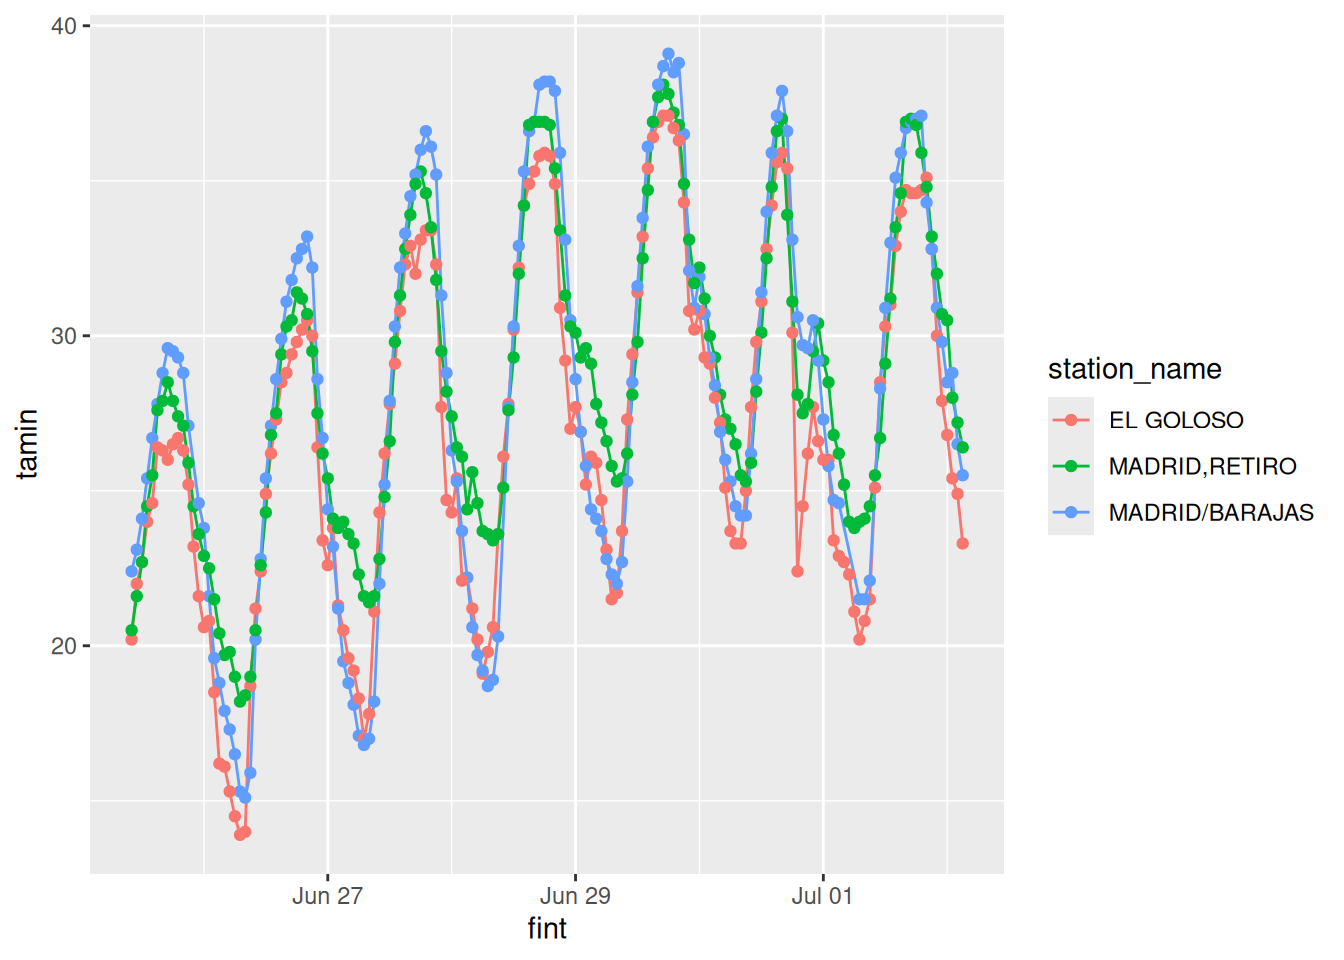 40
30
20
tamin
Jun 27
Jun 29
Jul 01
fint
station_name
EL GOLOSO
MADRID,RETIRO
MADRID/BARAJAS